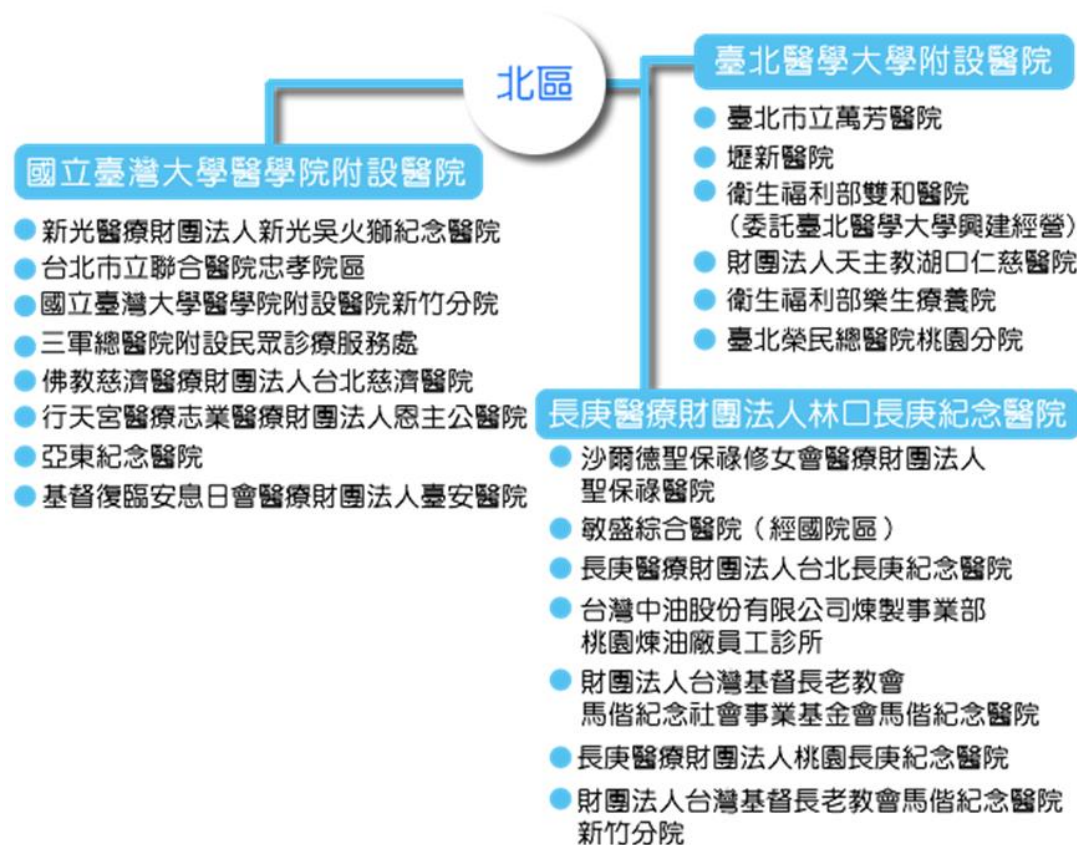 北區
國立臺灣大學醫學院附設醫院
新光醫療財團法人新光吳火獅紀念醫院
台北市立聯合醫院忠孝院區
國立臺灣大學醫學院附設醫院新竹分院
三軍總醫院附設民眾診療服務處
佛教慈濟醫療財團法人台北慈濟醫院
行天宮醫療志業醫療財團法人恩主公醫院
亞東紀念醫院
基督復臨安息日會醫療財團法人臺安醫院
臺北醫學大學附設醫院
臺北市立萬芳醫院
壢新醫院
衛生福利部雙和醫院
(委託臺北醫學大學興建經營)
財團法人天主教湖口仁慈醫院
衛生福利部樂生療養院
臺北榮民總醫院桃園分院
長庚醫療財團法人林口長庚紀念醫院
沙爾德聖保祿修女會醫療財團法人
聖保祿醫院
敏盛綜合醫院(經國院區)
長庚醫療財團法人台北長庚紀念醫院
台灣中油股份有限公司煉製事業部
桃園煉油廠員工診所
財團法人台灣基督長老教會
馬偕紀念社會事業基金會馬偕紀念醫院
長庚醫療財團法人桃園長庚紀念醫院
財團法人台灣基督長老教會馬偕紀念醫院
新竹分院